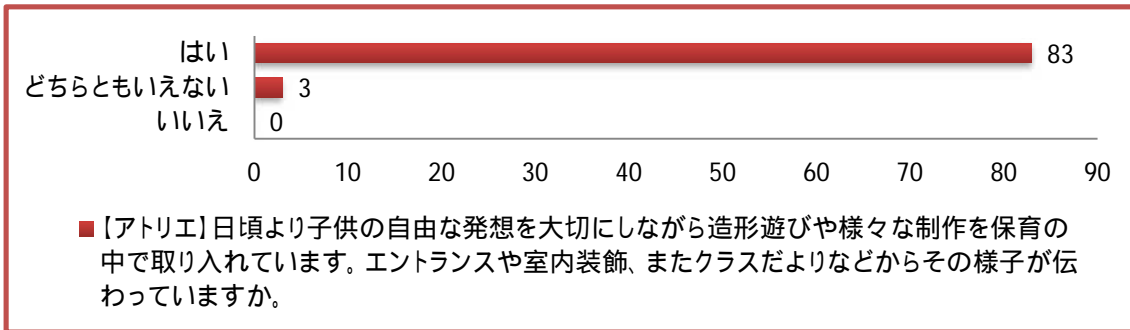 はい 83
どちらともいえない 3
いいえ 0
0 10 20 30 40 50 60 70 80 90
【アトリエ】日頃より子供の自由な発想を大切にしながら造形遊びや様々な制作を保育の
中で取り入れています。エントランスや室内装飾、またクラスだよりなどからその様子が伝
わっていますか。